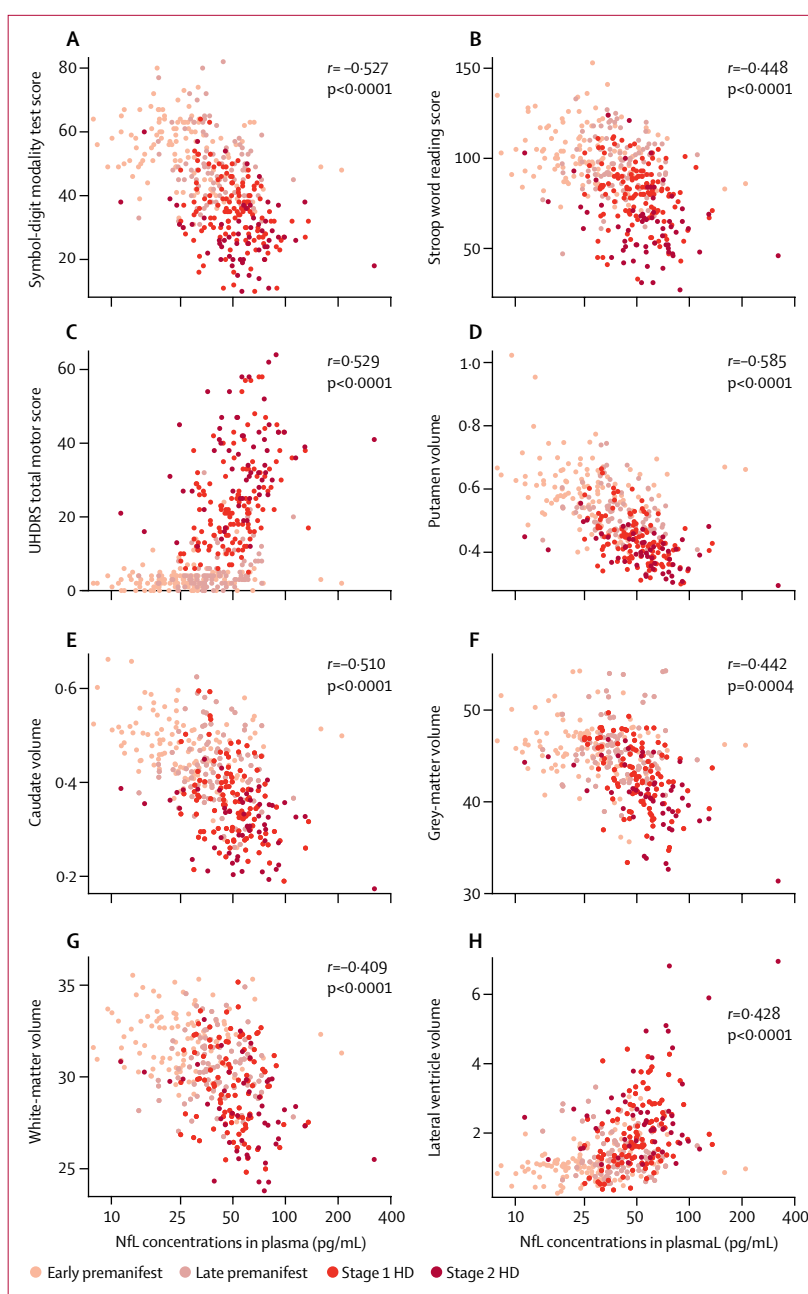 A
B
80
60
40
20
Symbol-digit modality test score
r= –0·527
p<0·0001
150
100
50
Stroop word reading score
r=–0·448
p<0·0001
C
D
60
40
20
0
UHDRS total motor score
r=0·529
p<0·0001
1·0
0·8
0·6
0·4
Putamen volume
r=–0·585
p<0·0001
E
F
0·6
0·4
0·2
Caudate volume
r=–0·510
p<0·0001
50
40
30
Grey-matter volume
r=–0·442
p=0·0004
G
H
35
30
25
White-matter volume
r=–0·409
p<0·0001
6
4
2
Lateral ventricle volume
r=0·428
p<0·0001
10 25 50 100 200 400
10 25 50 100 200 400
NfL concentrations in plasma (pg/mL)
NfL concentrations in plasmaL (pg/mL)
Early premanifest Late premanifest Stage 1 HD Stage 2 HD